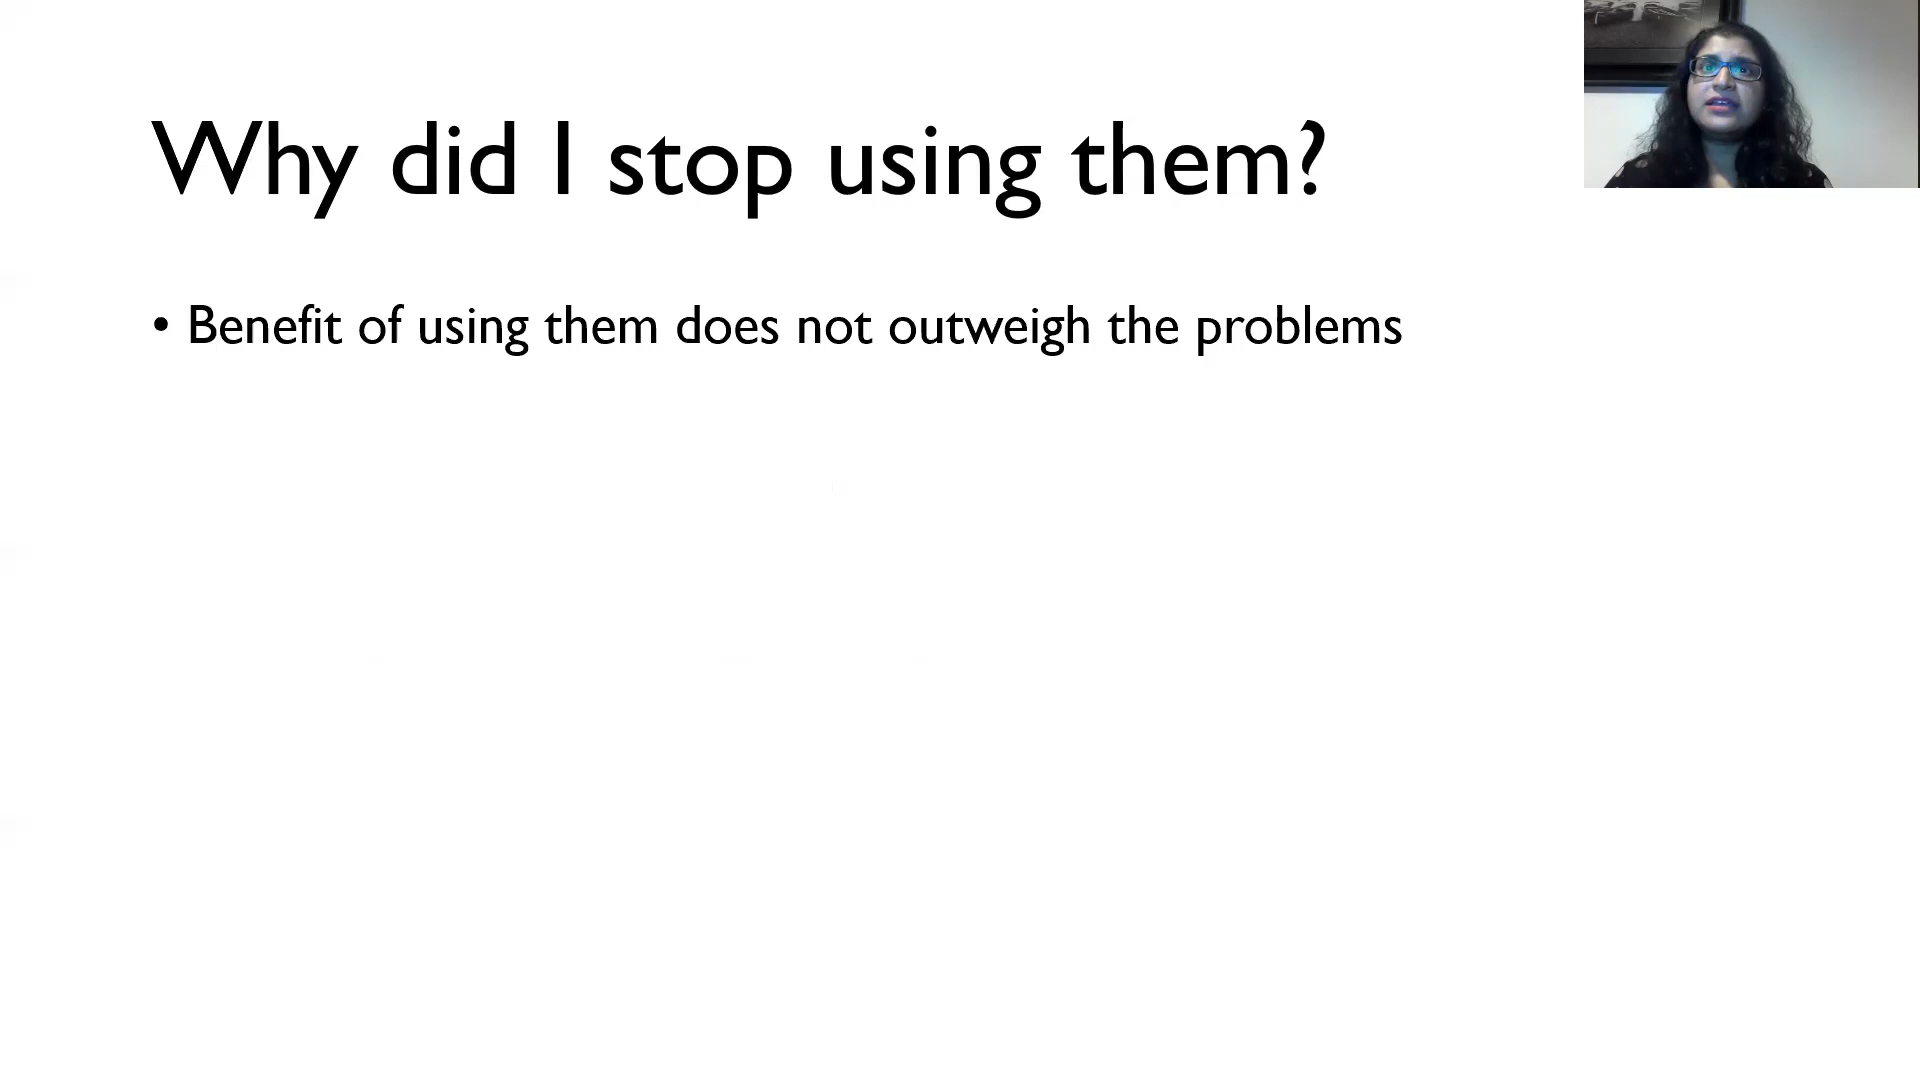 Why did I stop using them?
• Benefit of using them does not outweigh the problems